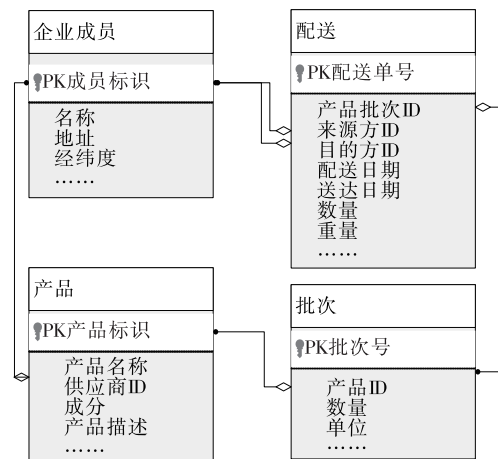 企业成员
PK成员标识
名称
地址
经纬度
……
配送
PK配送单号
产品批次ID
来源方ID
目的方ID
配送日期
送达日期
数量
重量
……
产品
PK产品标识
产品名称
供应商ID
成分
产品描述
……
批次
PK批次号
产品ID
数量
单位
……